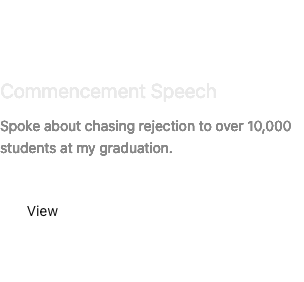 Commencement Speech
Spoke about chasing rejection to over 10,000
students at my graduation.
View